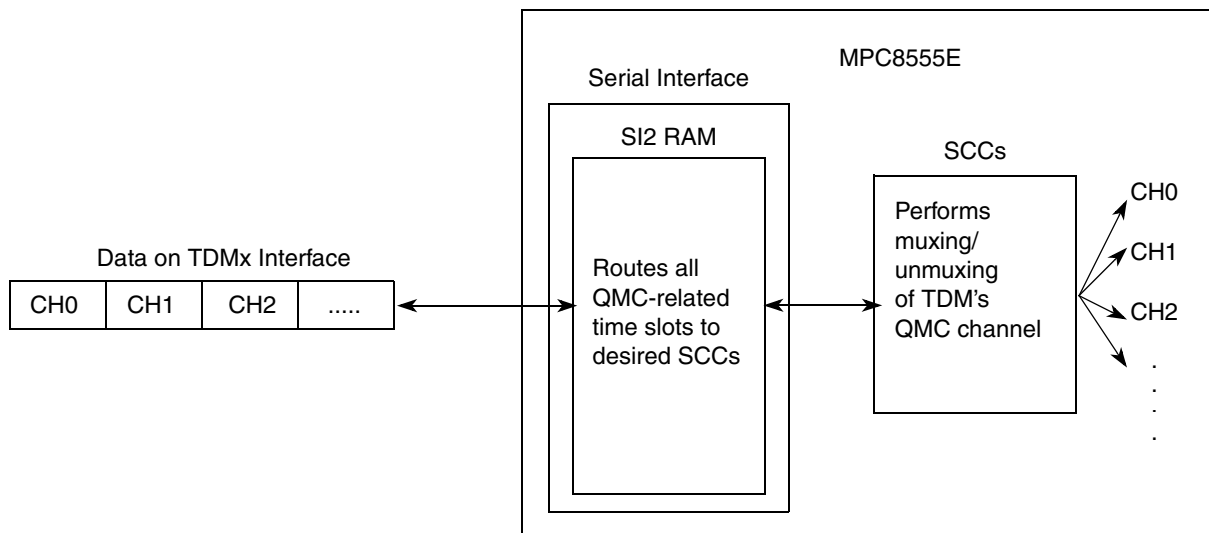 MPC8555E
Serial Interface
SI2 RAM
SCCs
Data on TDMx Interface
CH0 CH1 CH2 .....
Routes all
QMC-related
time slots to
desired SCCs
Performs
muxing/
unmuxing
of TDM's
QMC channel
CH0
CH1
CH2
.
.
.
.